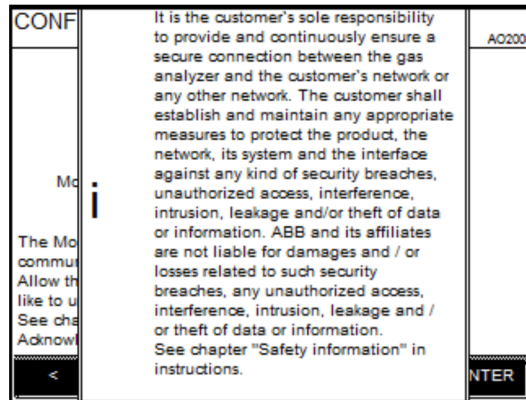 CONF
AO200
It is the customer's sole responsibility
to provide and continuously ensure a
secure connection between the gas
analyzer and the customer's network or
any other network. The customer shall
establish and maintain any appropriate
measures to protect the product, the
network, its system and the interface
against any kind of security breaches,
unauthorized access, interference,
intrusion, leakage and/or theft of data
or information. ABB and its affiliates
are not liable for damages and / or
losses related to such security
breaches, any unauthorized access,
interference, intrusion, leakage and /
or theft of data or information.
See chapter "Safety information" in
instructions.
i
Mo
The Mo
commun
Allow th
like to u
See cha
Acknowl
<
NTER